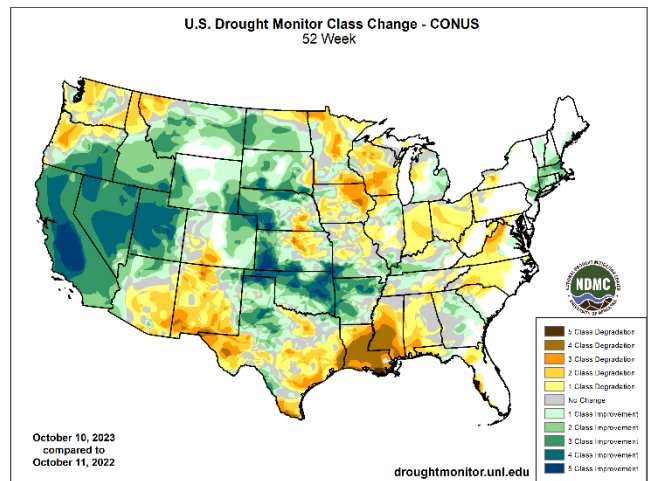 U.S. Drought Monitor Class Change - CONUS
52 Week
NDMC
5 Class Degradation
4 Class Degradation
3 Class Degradation
2 Class Degradation
1 Class Degradation
No Change
1 Class Improvement
2 Class Improvement
3 Class Improvement
4 Class Improvement
5 Class Improvement
October 10, 2023
compared to
October 11, 2022
droughtmonitor.unl.edu